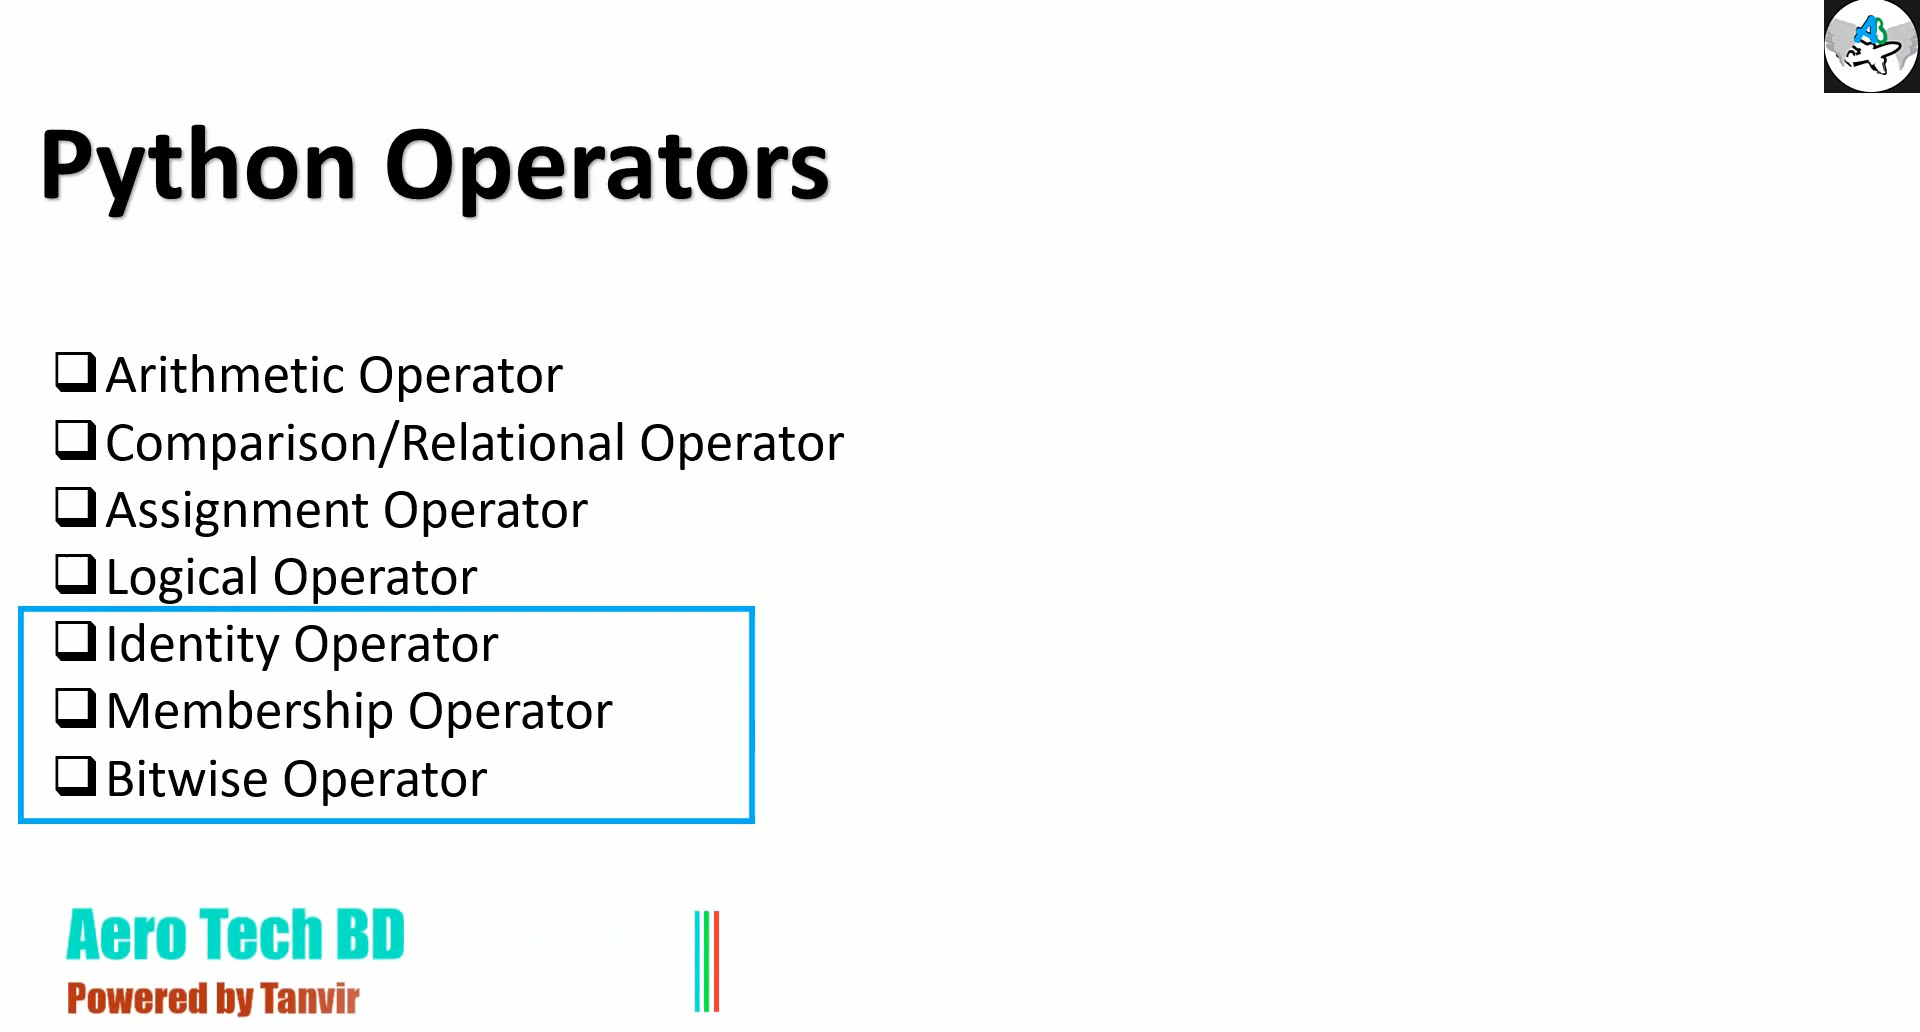 AB
Python Operators
Arithmetic Operator
Comparison/Relational Operator
Assignment Operator
Logical Operator
Identity Operator
Membership Operator
Bitwise Operator
Aero Tech BD
Powered by Tanvir